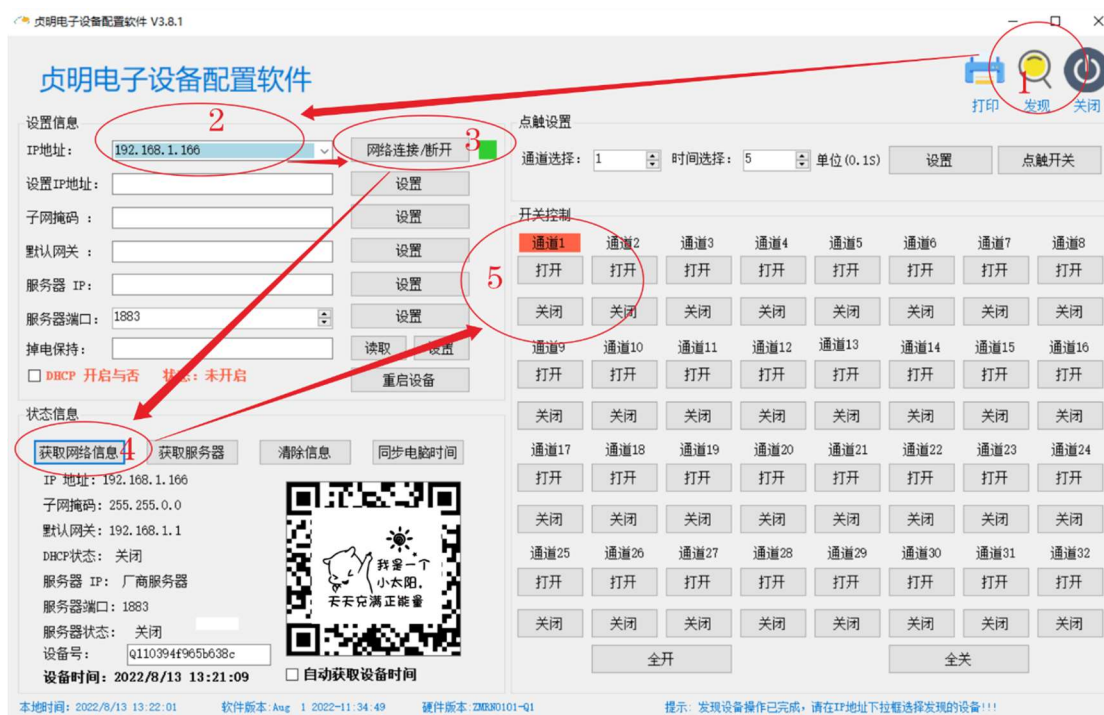 贞明电子设备配置软件 V3.8.1
贞明电子设备配置软件
打印 发现 关闭
1
设置信息
2
IP地址： 192.168.1.166 网络连接/断开
3
设置IP地址： 设置
子网掩码 ： 设置
默认网关 ： 设置
服务器 IP： 设置
服务器端口： 1883 设置
掉电保持： 读取 设置
DHCP 开启与否 状态：未开启 重启设备
点触设置
通道选择： 1 时间选择： 5 单位(0.1S) 设置 点触开关
开关控制
5
通道1 通道2 通道3 通道4 通道5 通道6 通道7 通道8
打开 打开 打开 打开 打开 打开 打开 打开
关闭 关闭 关闭 关闭 关闭 关闭 关闭 关闭
通道9 通道10 通道11 通道12 通道13 通道14 通道15 通道16
打开 打开 打开 打开 打开 打开 打开 打开
关闭 关闭 关闭 关闭 关闭 关闭 关闭 关闭
通道17 通道18 通道19 通道20 通道21 通道22 通道23 通道24
打开 打开 打开 打开 打开 打开 打开 打开
关闭 关闭 关闭 关闭 关闭 关闭 关闭 关闭
通道25 通道26 通道27 通道28 通道29 通道30 通道31 通道32
打开 打开 打开 打开 打开 打开 打开 打开
关闭 关闭 关闭 关闭 关闭 关闭 关闭 关闭
全开 全关
状态信息
获取网络信息 获取服务器 清除信息 同步电脑时间
4
IP 地址：192.168.1.166
子网掩码：255.255.0.0
默认网关：192.168.1.1
DHCP状态： 关闭
服务器 IP： 厂商服务器
服务器端口：1883
服务器状态： 关闭
设备号： Q110394f965b638c
设备时间：2022/8/13 13:21:09 自动获取设备时间
我是一个
小太阳，
天天充满正能量
本地时间：2022/8/13 13:22:01 软件版本:Aug 1 2022-11:34:49 硬件版本:ZMRN0101-Q1 提示：发现设备操作已完成，请在IP地址下拉框选择发现的设备!!!